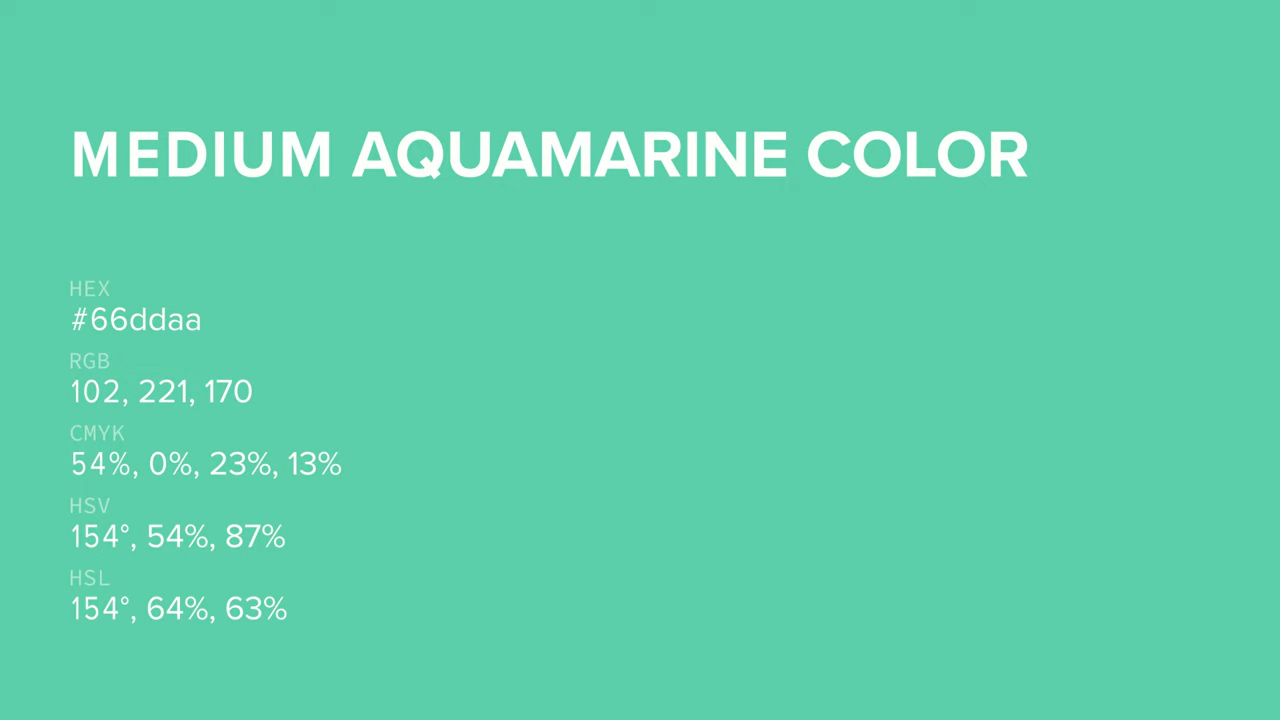 MEDIUM AQUAMARINE COLOR
HEX
#66ddaa
RGB
102, 221, 170
CMYK
54%, 0%, 23%, 13%
HSV
154°, 54%, 87%
HSL
154°, 64%, 63%